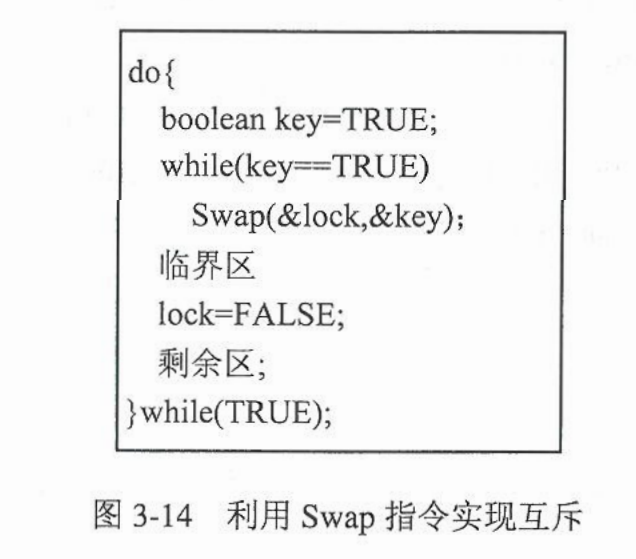 do{
boolean key=TRUE;
while(key==TRUE)
Swap(&lock,&key);
临界区
lock=FALSE;
剩余区;
}while(TRUE);
图 3-14 利用 Swap 指令实现互斥